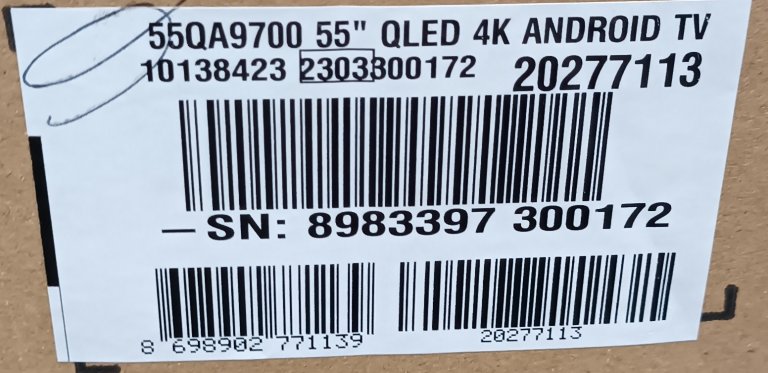 55QA9700 55" QLED 4K ANDROID TV
10138423 2303300172 20277113
—SN: 8983397 300172
8 698902 771139 20277113